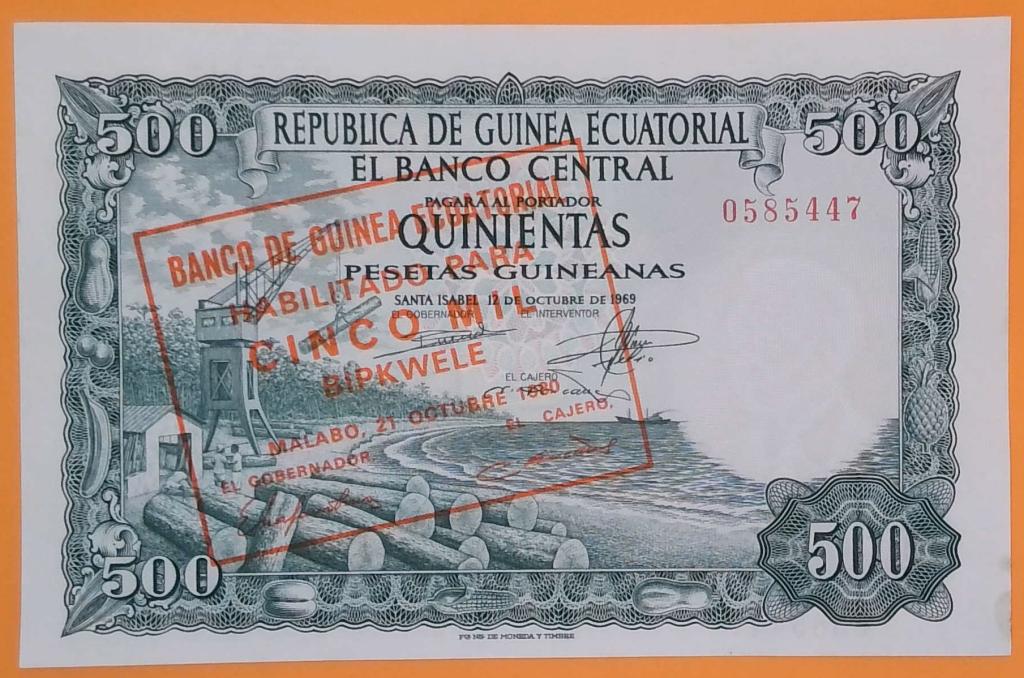 500 500
REPUBLICA DE GUINEA ECUATORIAL
EL BANCO CENTRAL
PAGARA AL PORTADOR
QUINIENTAS
PESETAS GUINEANAS
0585447
SANTA ISABEL 12 DE OCTUBRE DE 1969
EL GOBERNADOR EL INTERVENTOR
EL CAJERO
BANCO DE GUINEA ECUATORIAL
HABILITADO PARA
CINCO MIL
BIPKWELE
MALABO, 21 OCTUBRE 1980
EL GOBERNADOR EL CAJERO,
500 500
DE MONEDA Y TIMBRE